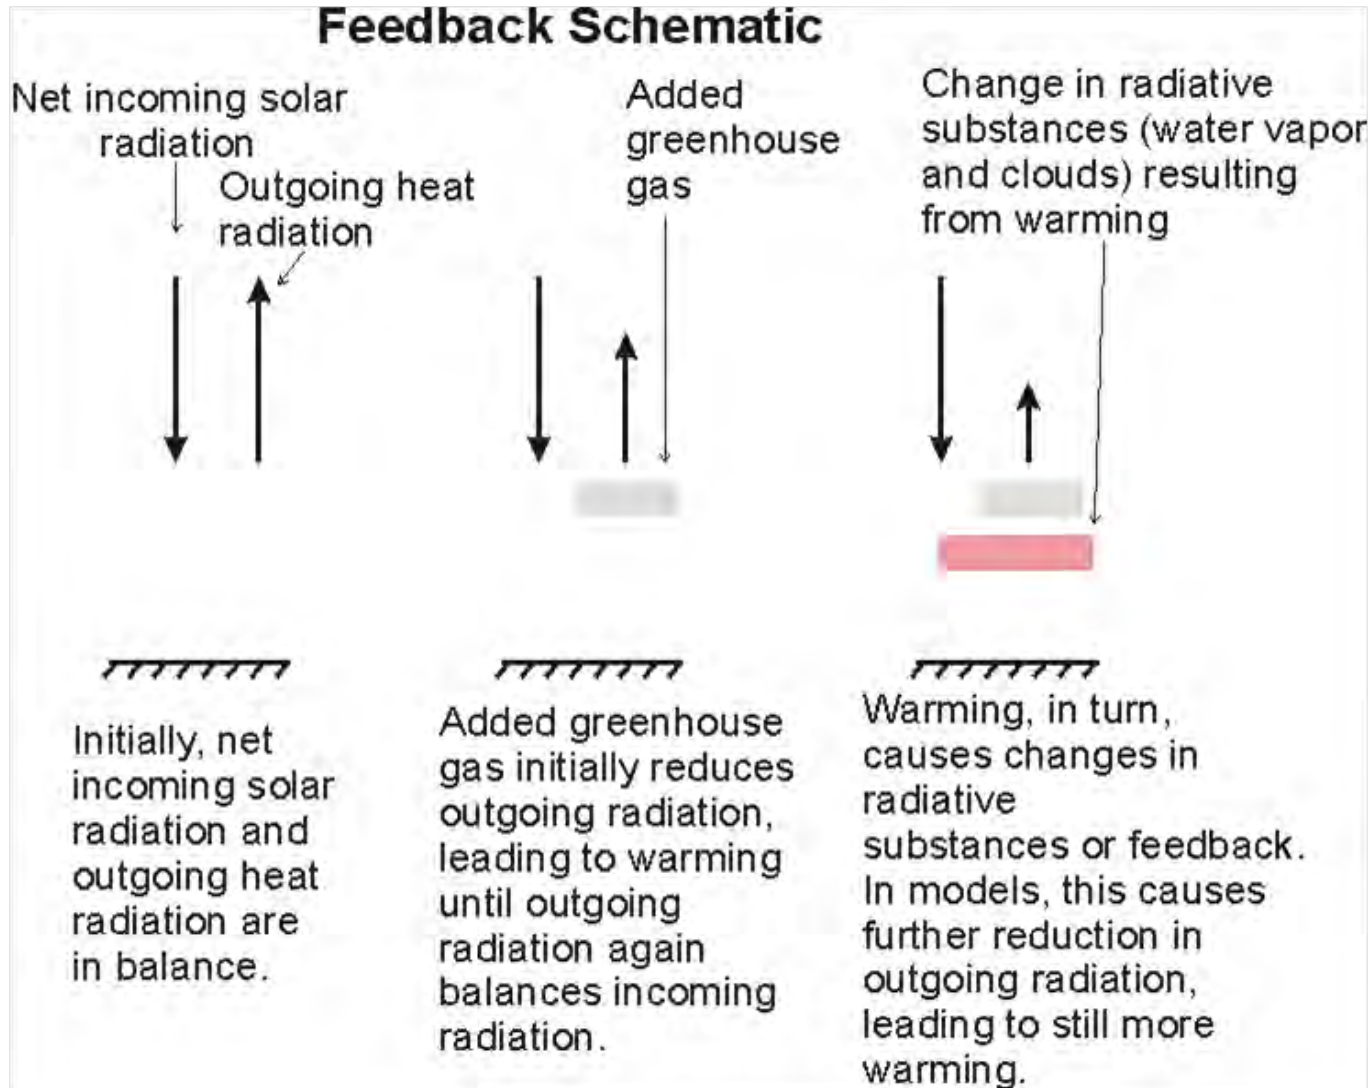 Feedback Schematic
Net incoming solar
radiation
Outgoing heat
radiation
Added
greenhouse
gas
Change in radiative
substances (water vapor
and clouds) resulting
from warming
Initially, net
incoming solar
radiation and
outgoing heat
radiation are
in balance.
Added greenhouse
gas initially reduces
outgoing radiation,
leading to warming
until outgoing
radiation again
balances incoming
radiation.
Warming, in turn,
causes changes in
radiative
substances or feedback.
In models, this causes
further reduction in
outgoing radiation,
leading to still more
warming.